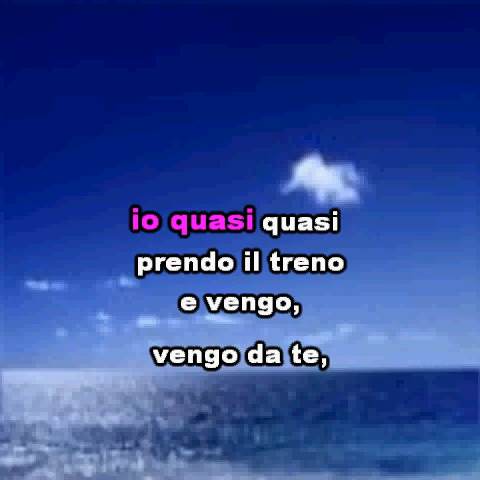 io quasi quasi
prendo il treno
e vengo,
vengo da te,